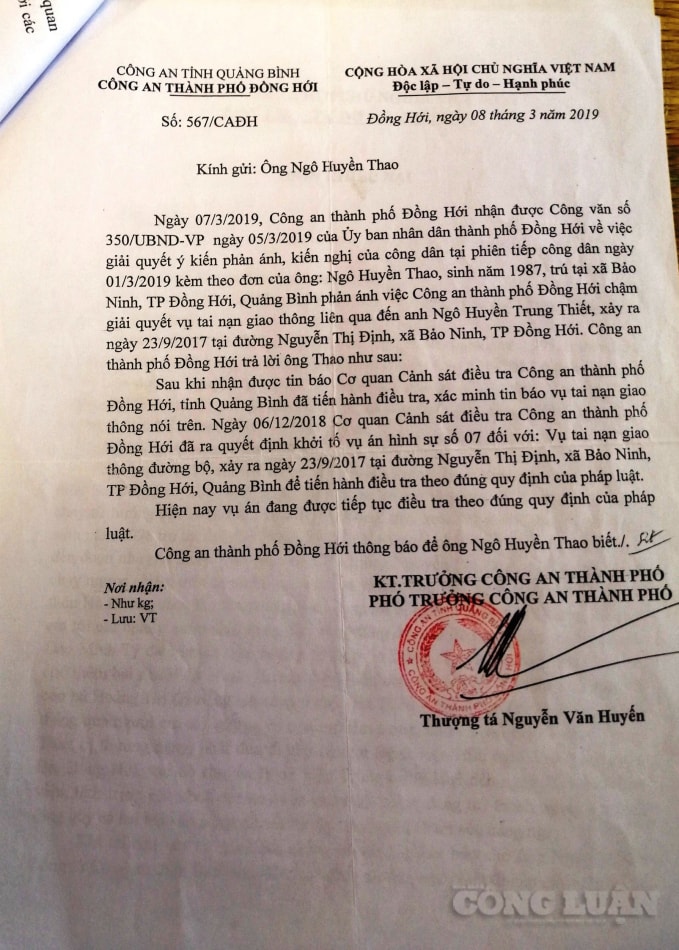 quan
ời các
CÔNG AN TỈNH QUẢNG BÌNH
CÔNG AN THÀNH PHỐ ĐỒNG HỚI
Số: 567/CAĐH
CỘNG HÒA XÃ HỘI CHỦ NGHĨA VIỆT NAM
Độc lập – Tự do – Hạnh phúc
Đồng Hới, ngày 08 tháng 3 năm 2019
Kính gửi: Ông Ngô Huyền Thao
Ngày 07/3/2019, Công an thành phố Đồng Hới nhận được Công văn số
350/UBND-VP ngày 05/3/2019 của Ủy ban nhân dân thành phố Đồng Hới về việc
giải quyết ý kiến phản ánh, kiến nghị của công dân tại phiên tiếp công dân ngày
01/3/2019 kèm theo đơn của ông: Ngô Huyền Thao, sinh năm 1987, trú tại xã Bảo
Ninh, TP Đồng Hới, Quảng Bình phản ánh việc Công an thành phố Đồng Hới chậm
giải quyết vụ tai nạn giao thông liên qua đến anh Ngô Huyền Trung Thiết, xảy ra
ngày 23/9/2017 tại đường Nguyễn Thị Định, xã Bảo Ninh, TP Đồng Hới. Công an
thành phố Đồng Hới trả lời ông Thao như sau:
Sau khi nhận được tin báo Cơ quan Cảnh sát điều tra Công an thành phố
Đồng Hới, tỉnh Quảng Bình đã tiến hành điều tra, xác minh tin báo vụ tai nạn giao
thông nói trên. Ngày 06/12/2018 Cơ quan Cảnh sát điều tra Công an thành phố
Đồng Hới đã ra quyết định khởi tố vụ án hình sự số 07 đối với: Vụ tai nạn giao
thông đường bộ, xảy ra ngày 23/9/2017 tại đường Nguyễn Thị Định, xã Bảo Ninh,
TP Đồng Hới, Quảng Bình để tiến hành điều tra theo đúng quy định của pháp luật.
Hiện nay vụ án đang được tiếp tục điều tra theo đúng quy định của pháp
luật.
Công an thành phố Đồng Hới thông báo để ông Ngô Huyền Thao biết./.
Nơi nhận:
- Như kg;
- Lưu: VT
KT.TRƯỞNG CÔNG AN THÀNH PHỐ
PHÓ TRƯỞNG CÔNG AN THÀNH PHỐ
CÔNG AN TỈNH QUẢNG BÌNH
Thượng tá Nguyễn Văn Huyến
CÔNG LUẬN